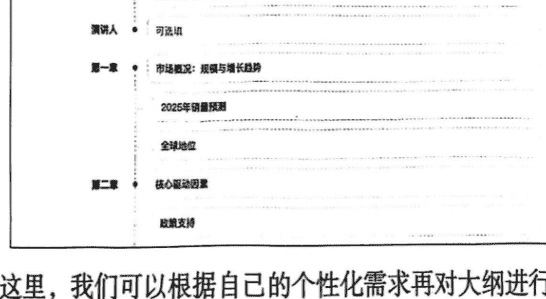 演讲人 可选填
第一章 市场概况：规模与增长趋势
2025年销量预测
全球地位
第二章 核心驱动因素
政策支持
这里，我们可以根据自己的个性化需求再对大纲进行